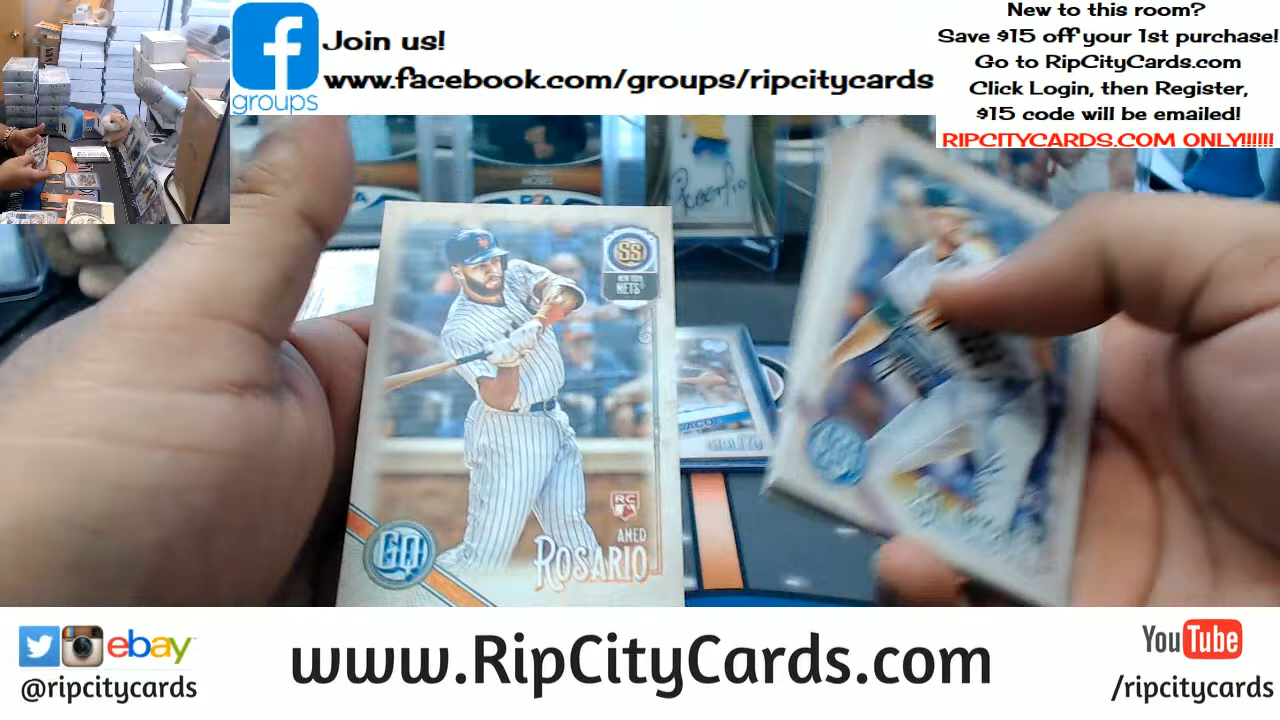 Join us!
www.facebook.com/groups/ripcitycards
groups
New to this room?
Save $15 off your 1st purchase!
Go to RipCityCards.com
Click Login, then Register,
$15 code will be emailed!
RIPCITYCARDS.COM ONLY!!!!!!
SS
NEW YORK
METS
RC
AMED
ROSARIO
GQ
ebay
@ripcitycards
www.RipCityCards.com
YouTube
/ripcitycards